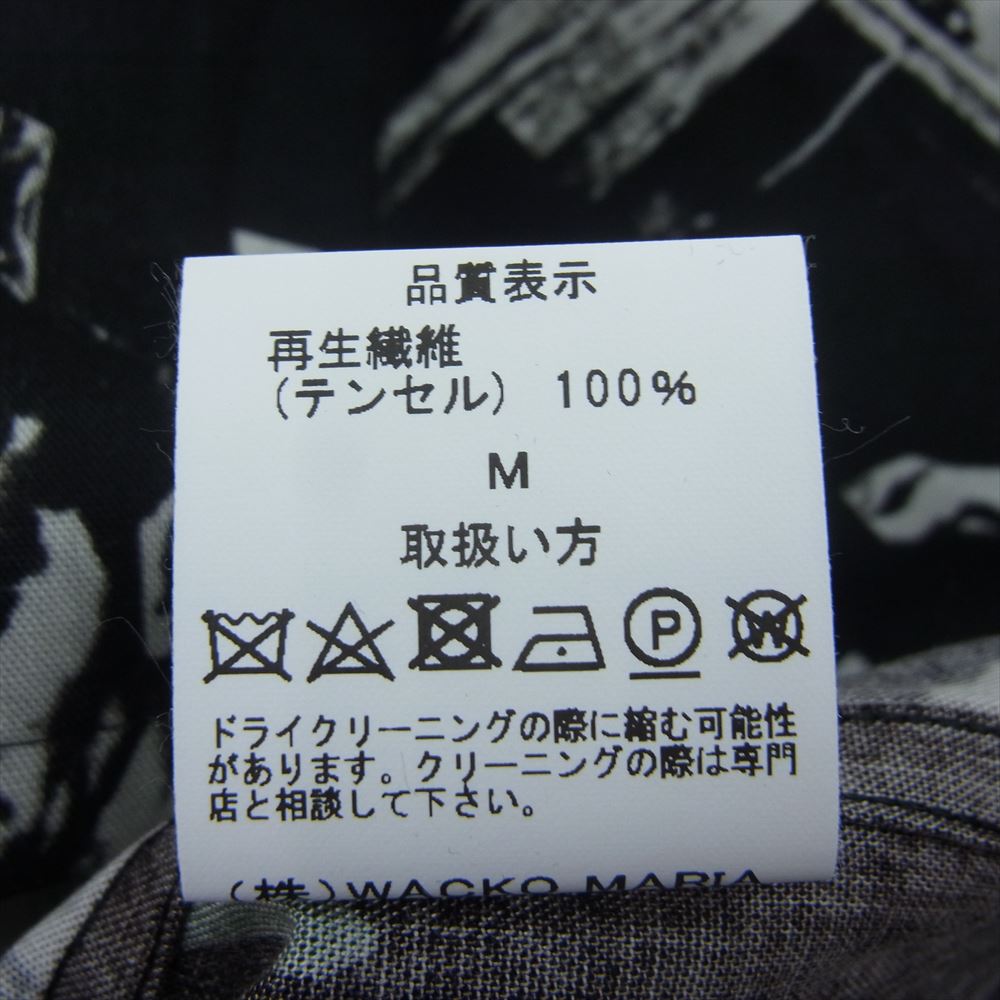 品質表示
再生繊維
(テンセル) 100%
M
取扱い方
P W
ドライクリーニングの際に縮む可能性
があります。クリーニングの際は専門
店と相談して下さい。
(株)WACKO MARIA